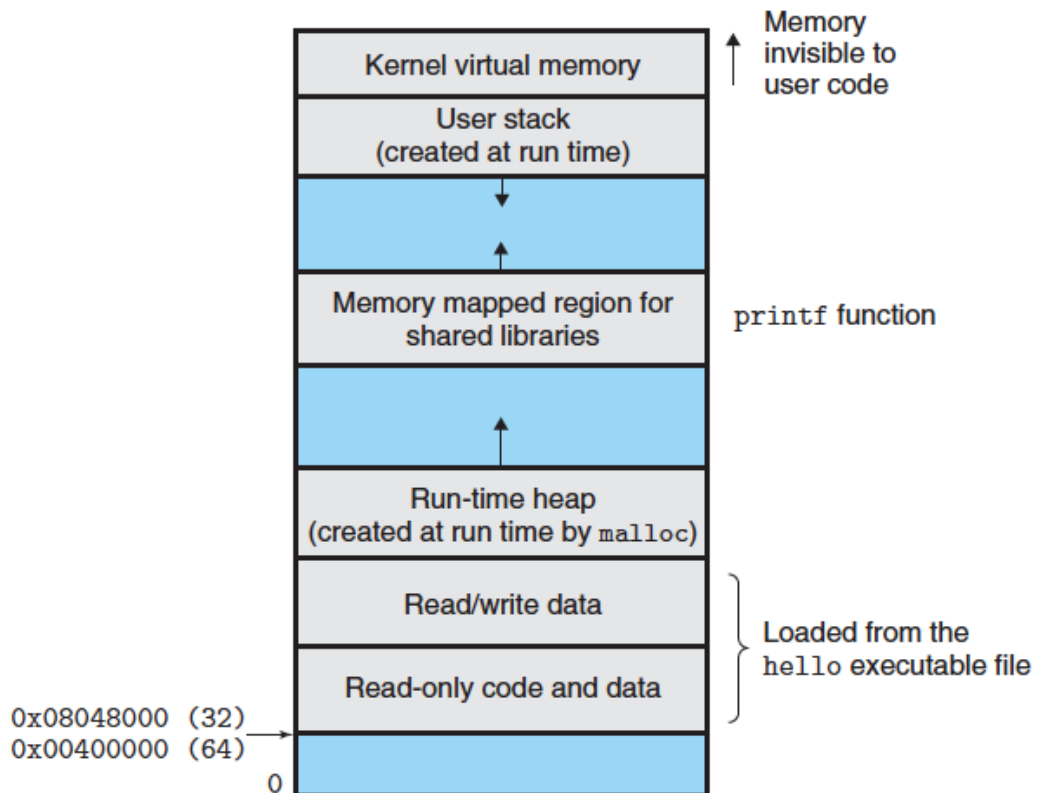 Memory
invisible to
user code
Kernel virtual memory
User stack
(created at run time)
Memory mapped region for
shared libraries
printf function
Run-time heap
(created at run time by malloc)
Read/write data
Loaded from the
hello executable file
Read-only code and data
0x08048000 (32)
0x00400000 (64)
0